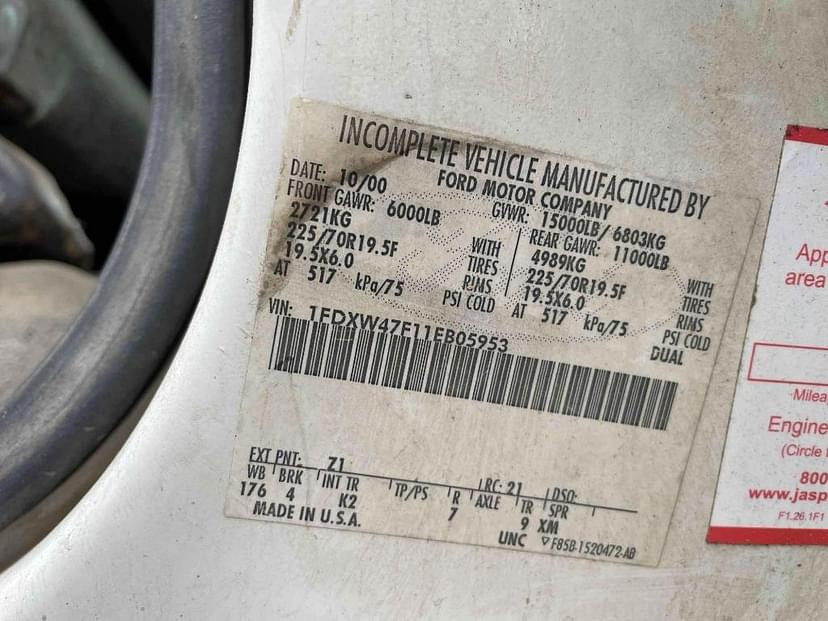 INCOMPLETE VEHICLE MANUFACTURED BY
FORD MOTOR COMPANY
DATE: 10/00
GVWR: 15000LB/ 6803KG
FRONT GAWR: 6000LB
2721KG WITH
225/70R19.5F TIRES
19.5X6.0 RIMS
AT 517 kPa/75 PSI COLD
REAR GAWR: 11000LB
4989KG WITH
225/70R19.5F TIRES
19.5X6.0 RIMS
AT 517 kPa/75 PSI COLD
DUAL
VIN: 1FDXW47F11EB05953
EXT PNT: Z1 RC: 21 DSO:
WB BRK INT TR TP/PS R AXLE TR SPR
176 4 K2 7 9 XM
MADE IN U.S.A.
UNC ▽F85B-1520472-AB
App
area
Milea
Engine
(Circle
800
www.jasp
F1.26.1F1